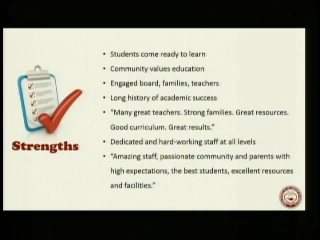 Strengths
• Students come ready to learn
• Community values education
• Engaged board, families, teachers
• Long history of academic success
• "Many great teachers. Strong families. Great resources.
Good curriculum. Great results."
• Dedicated and hard-working staff at all levels
• "Amazing staff, passionate community and parents with
high expectations, the best students, excellent resources
and facilities."